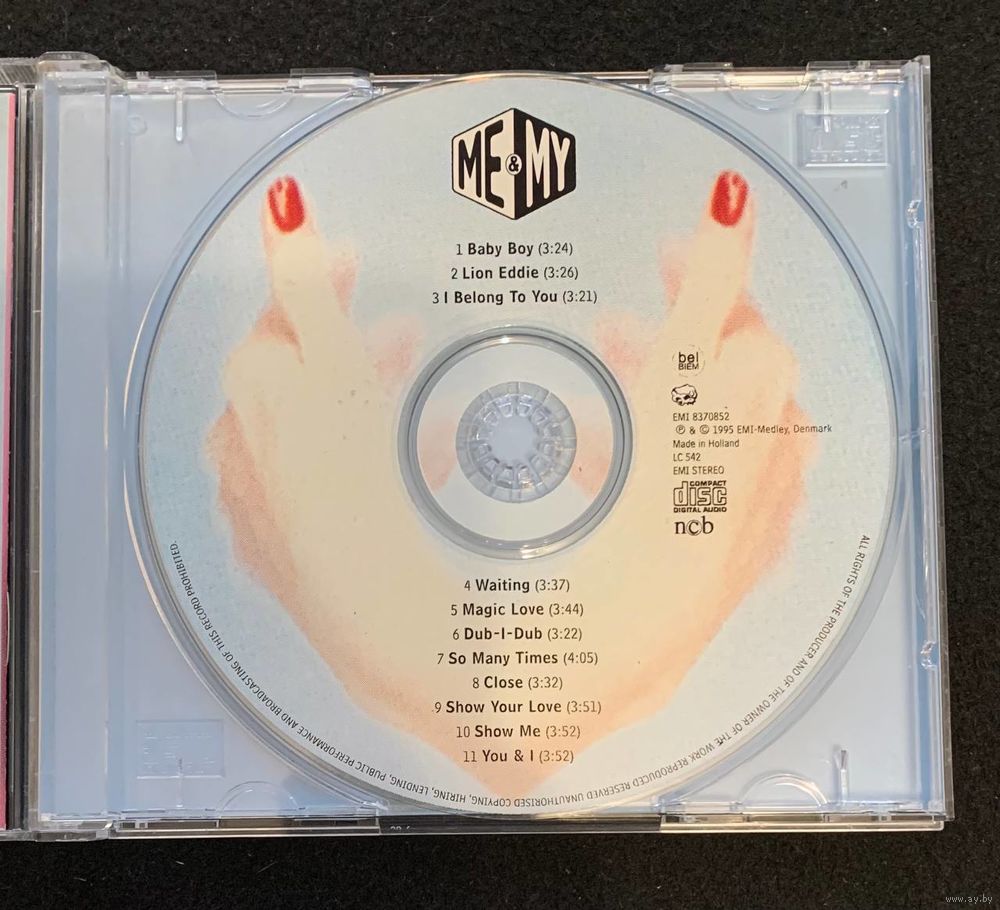 ME & MY
1 Baby Boy (3:24)
2 Lion Eddie (3:26)
3 I Belong To You (3:21)
bel
BIEM
EMI 8370852
℗ & © 1995 EMI-Medley, Denmark
Made in Holland
LC 542
EMI STEREO
COMPACT
disc
DIGITAL AUDIO
ncb
4 Waiting (3:37)
5 Magic Love (3:44)
6 Dub-I-Dub (3:22)
7 So Many Times (4:05)
8 Close (3:32)
9 Show Your Love (3:51)
10 Show Me (3:52)
11 You & I (3:52)
ALL RIGHTS OF THE PRODUCER AND OF THE OWNER OF THE WORK REPRODUCED RESERVED UNAUTHORISED COPYING, HIRING, LENDING, PUBLIC PERFORMANCE AND BROADCASTING OF THIS RECORD PROHIBITED.
www.ay.by